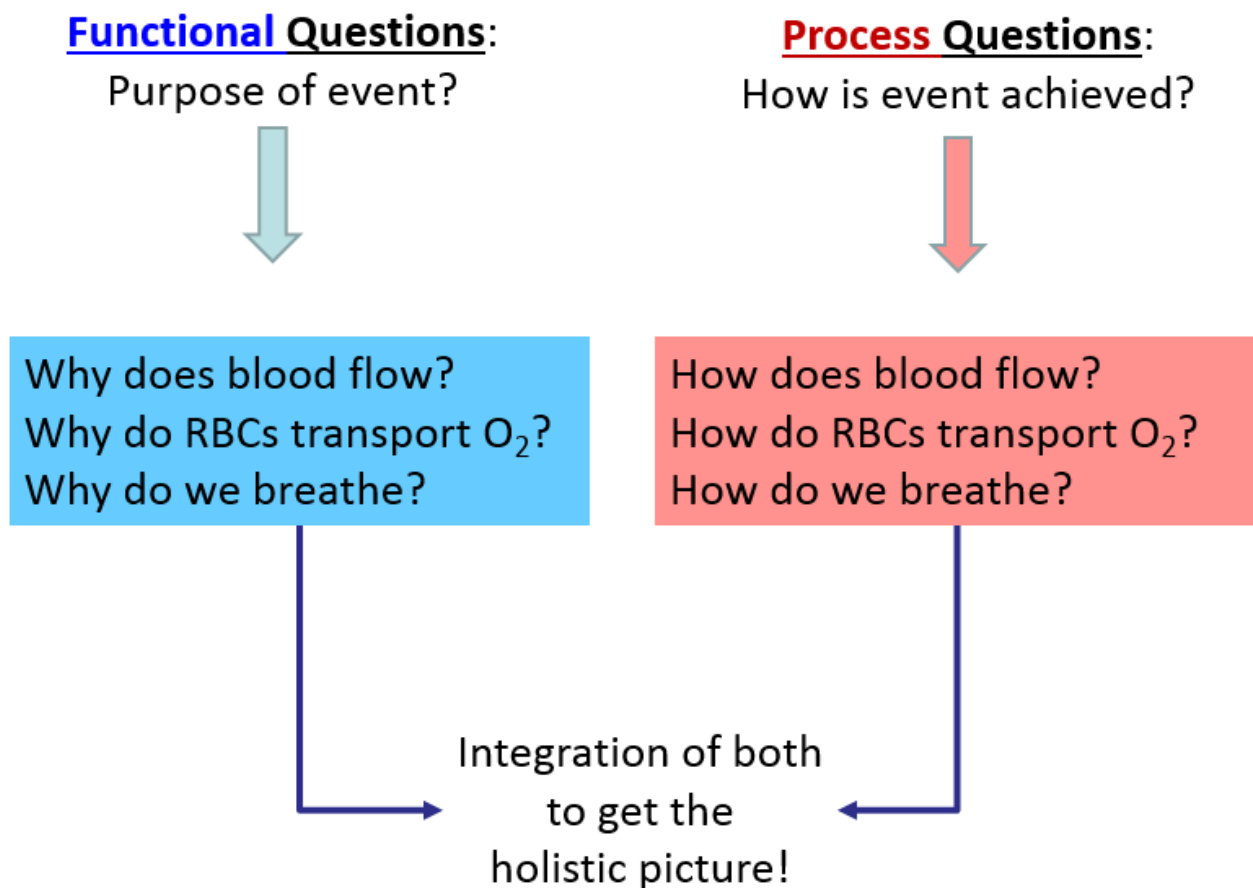 Functional Questions:
Purpose of event?
Why does blood flow?
Why do RBCs transport O₂?
Why do we breathe?
Process Questions:
How is event achieved?
How does blood flow?
How do RBCs transport O₂?
How do we breathe?
Integration of both
to get the
holistic picture!